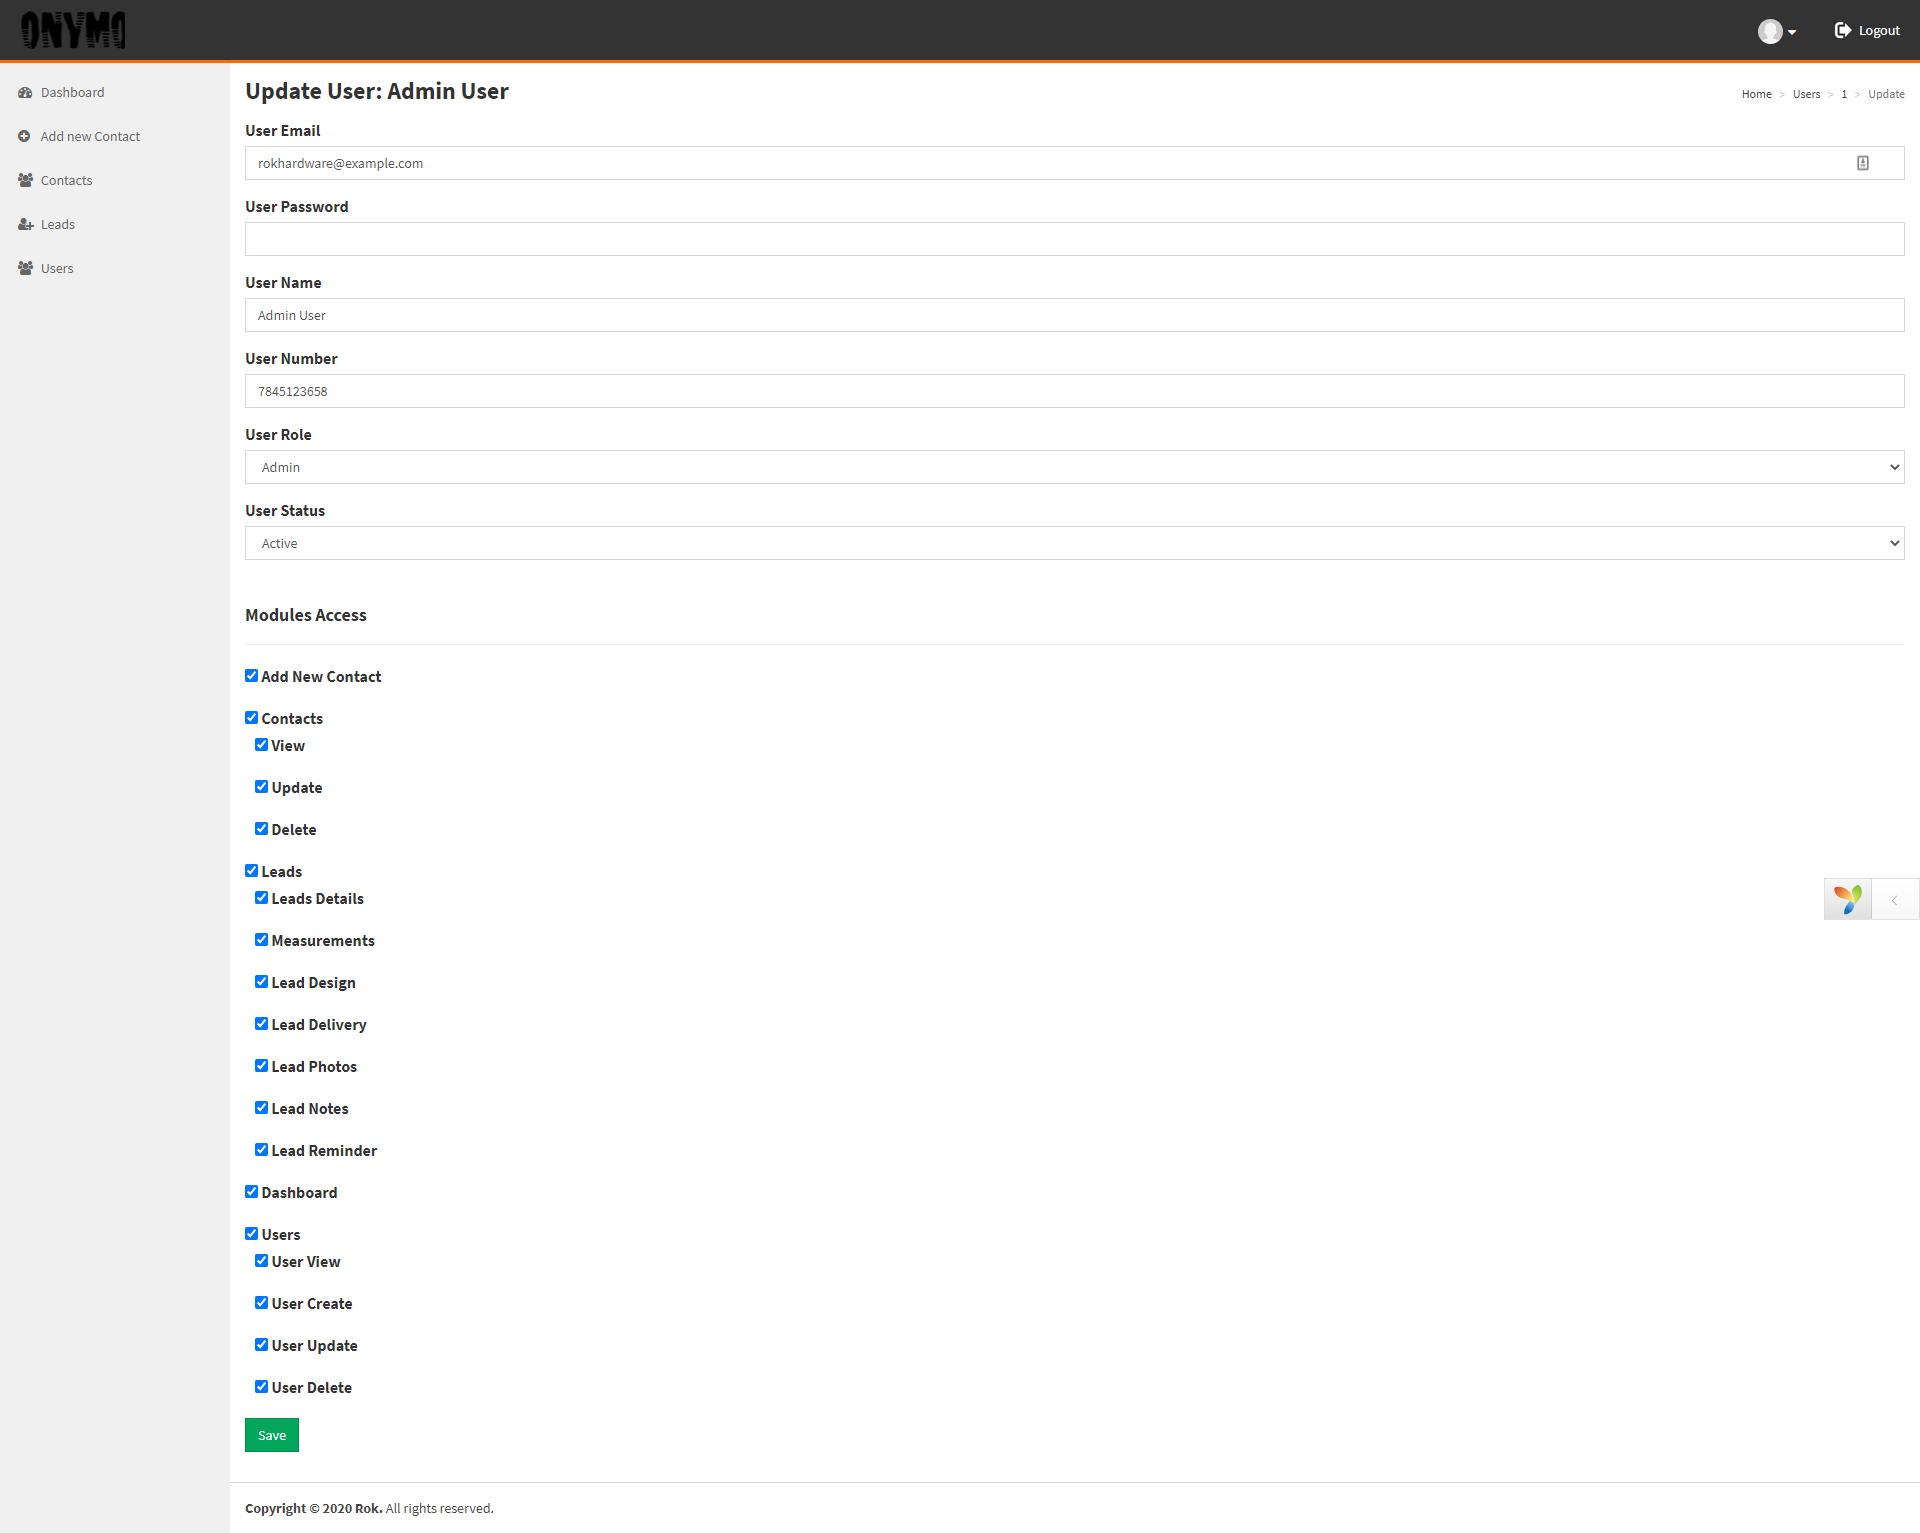 ONYMO
Logout
Dashboard
Add new Contact
Contacts
Leads
Users
Update User: Admin User
Home > Users > 1 > Update
User Email
rokhardware@example.com
User Password
User Name
Admin User
User Number
7845123658
User Role
Admin
User Status
Active
Modules Access
Add New Contact
Contacts
View
Update
Delete
Leads
Leads Details
Measurements
Lead Design
Lead Delivery
Lead Photos
Lead Notes
Lead Reminder
Dashboard
Users
User View
User Create
User Update
User Delete
Save
Copyright © 2020 Rok. All rights reserved.